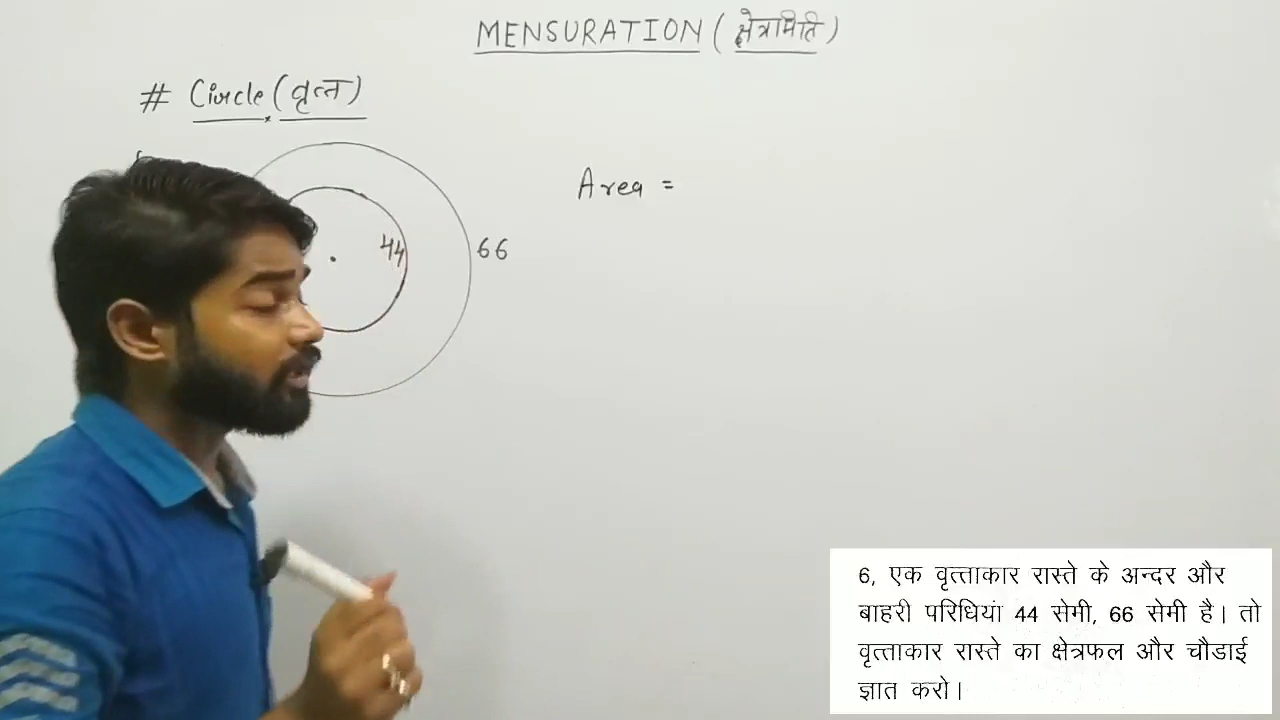 MENSURATION (क्षेत्रमिति)
# Circle (वृत्त)
Area =
44
66
6, एक वृत्ताकार रास्ते के अन्दर और
बाहरी परिधियां 44 सेमी, 66 सेमी है। तो
वृत्ताकार रास्ते का क्षेत्रफल और चौडाई
ज्ञात करो।